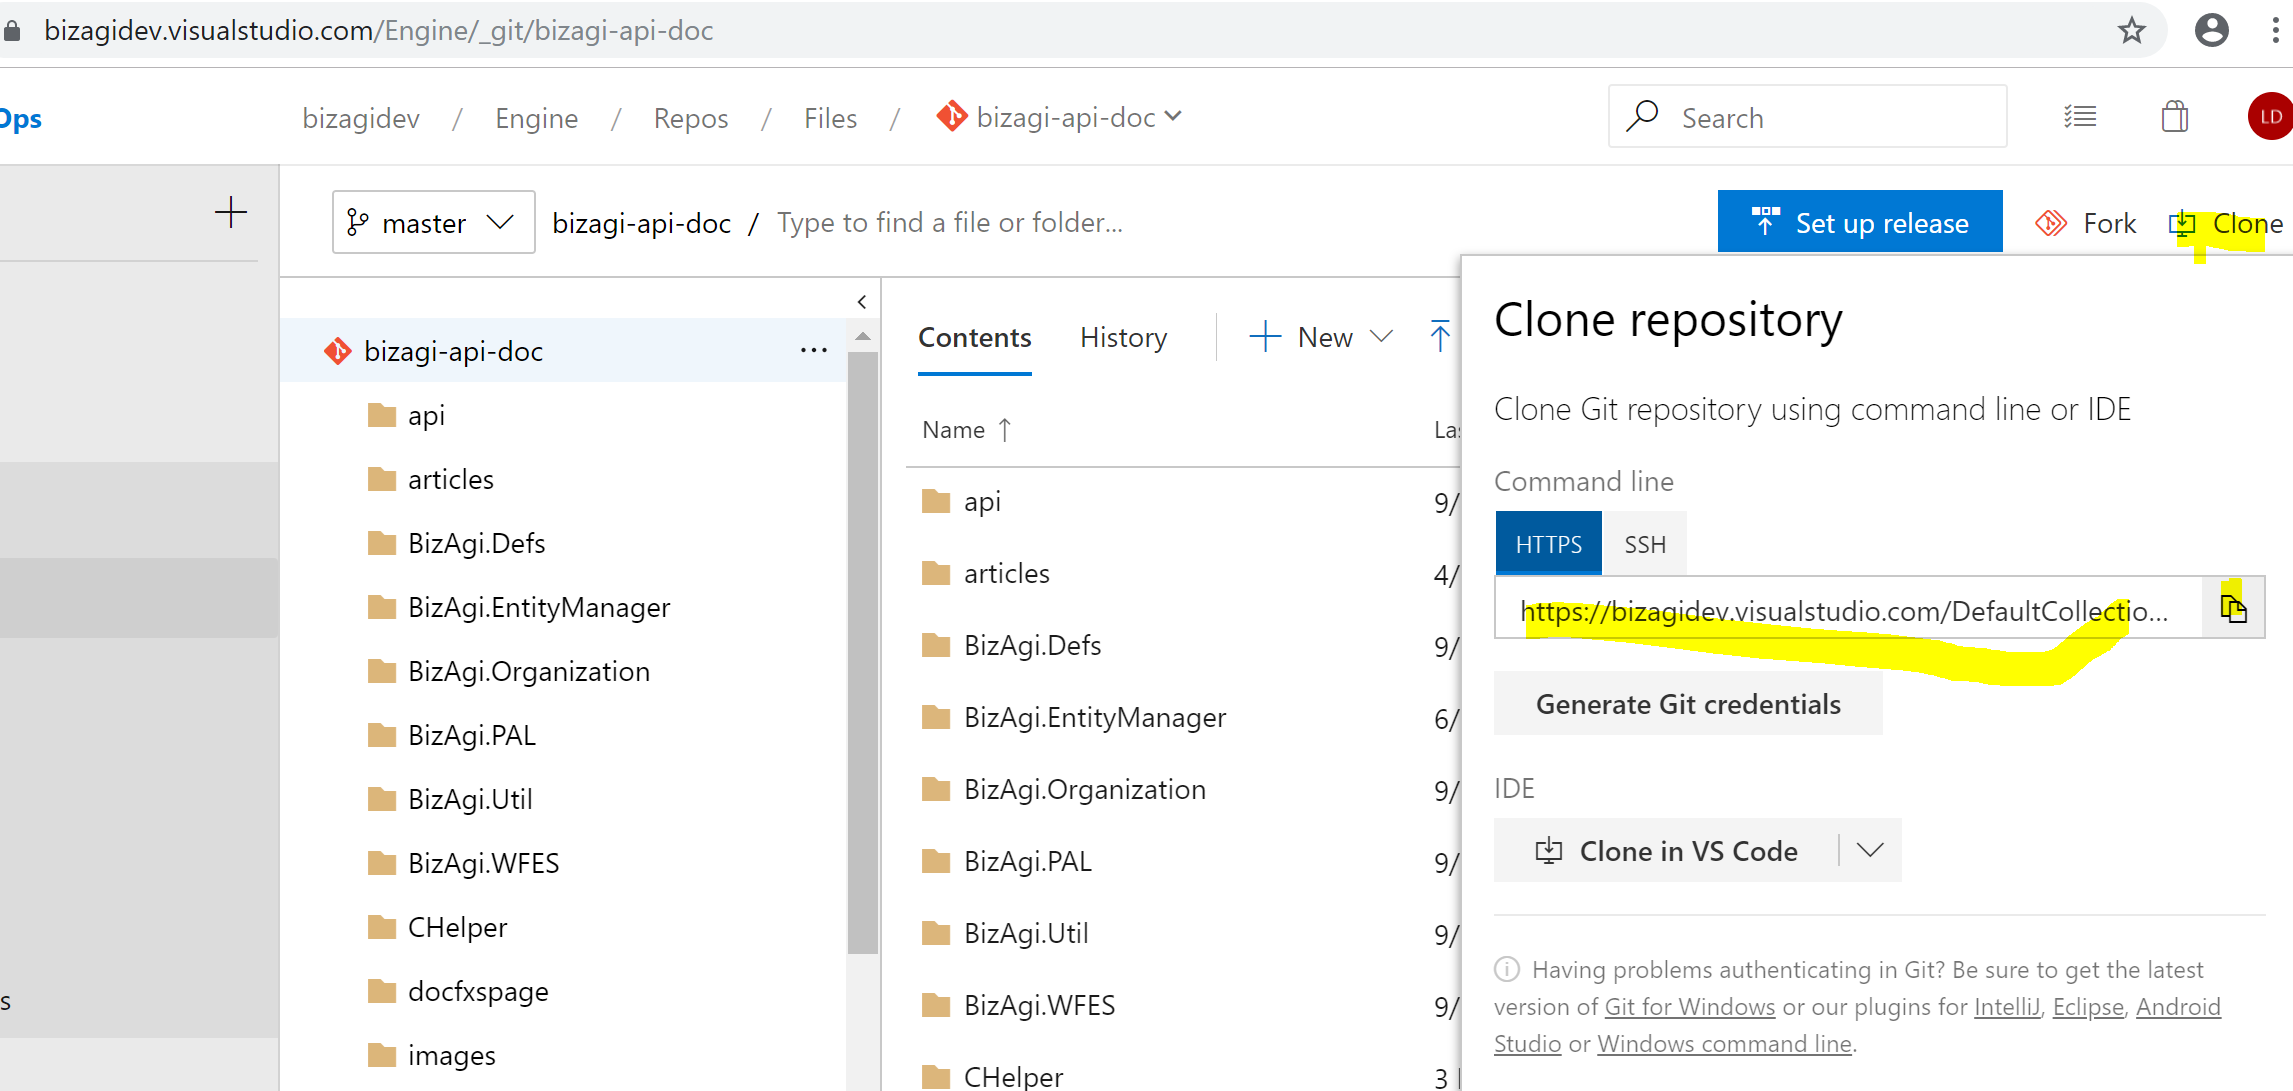 bizagidev.visualstudio.com/Engine/_git/bizagi-api-doc
Ops
bizagidev / Engine / Repos / Files / bizagi-api-doc
Search
LD
master
bizagi-api-doc / Type to find a file or folder...
Set up release
Fork
Clone
bizagi-api-doc
api
articles
BizAgi.Defs
BizAgi.EntityManager
BizAgi.Organization
BizAgi.PAL
BizAgi.Util
BizAgi.WFES
CHelper
docfxspage
images
s
Contents
History
New
Name
La
api 9/
articles 4/
BizAgi.Defs 9/
BizAgi.EntityManager 6/
BizAgi.Organization 9/
BizAgi.PAL 9/
BizAgi.Util 9/
BizAgi.WFES 9/
CHelper 3
Clone repository
Clone Git repository using command line or IDE
Command line
HTTPS
SSH
https://bizagidev.visualstudio.com/DefaultCollectio...
Generate Git credentials
IDE
Clone in VS Code
Having problems authenticating in Git? Be sure to get the latest
version of Git for Windows or our plugins for IntelliJ, Eclipse, Android
Studio or Windows command line.